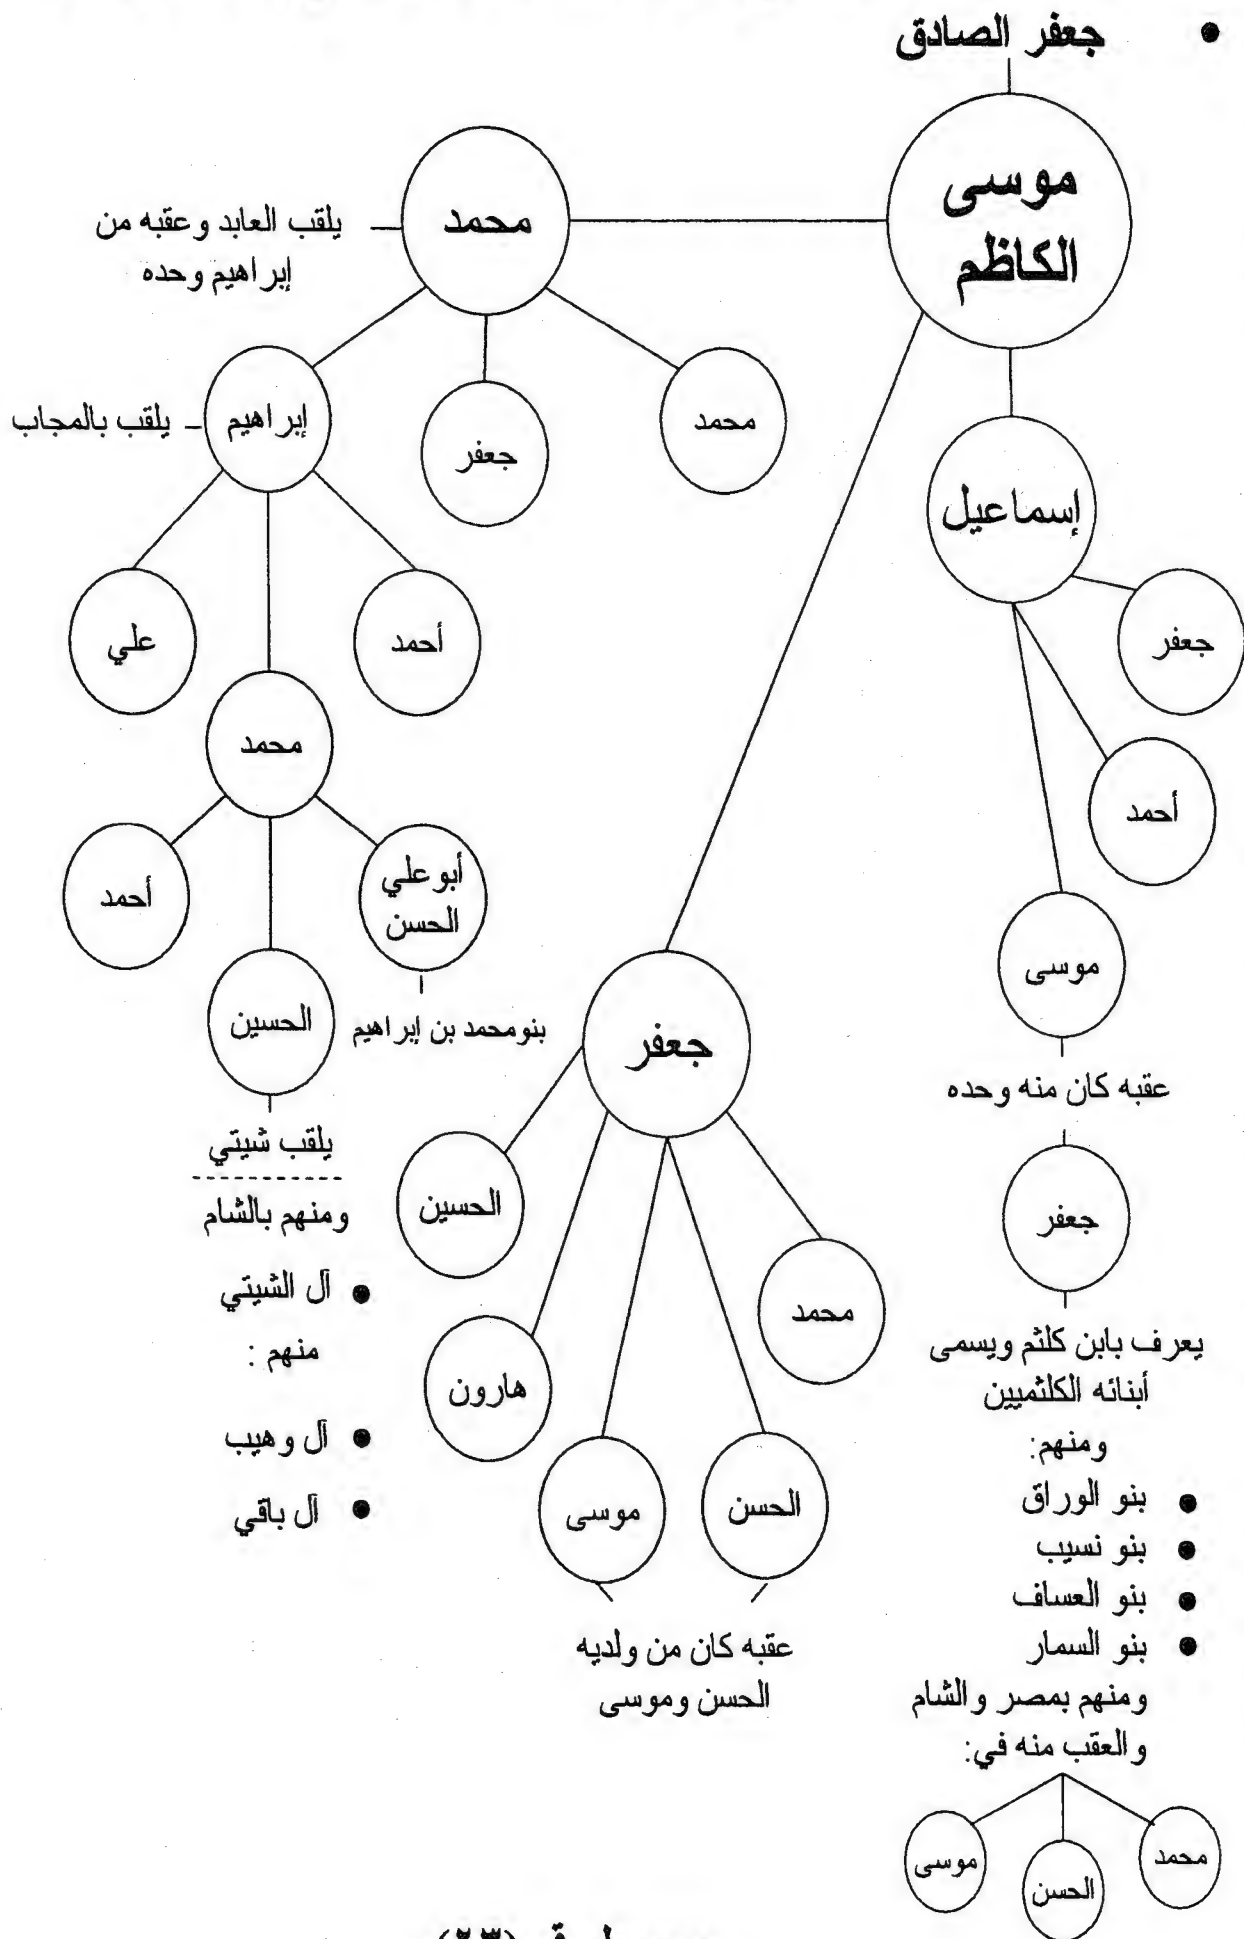 • جعفر الصادق
موسى
الكاظم
محمد
يلقب العابد وعقبه من
إبراهيم وحده
محمد
جعفر
إبراهيم
يلقب بالمجاب
أحمد
محمد
علي
أبو علي
الحسن
بنو محمد بن إبراهيم
الحسين
أحمد
يلقب شيتي
ومنهم بالشام
• آل الشيتي
منهم :
• آل وهيب
• آل باقي
إسماعيل
جعفر
أحمد
موسى
عقبه كان منه وحده
جعفر
يعرف بابن كلثم ويسمى
أبنائه الكلثميين
ومنهم:
• بنو الوراق
• بنو نسيب
• بنو العساف
• بنو السمار
ومنهم بمصر والشام
والعقب منه في:
محمد
الحسن
موسى
جعفر
محمد
الحسن
موسى
هارون
الحسين
عقبه كان من ولديه
الحسن وموسى
(٢٣)